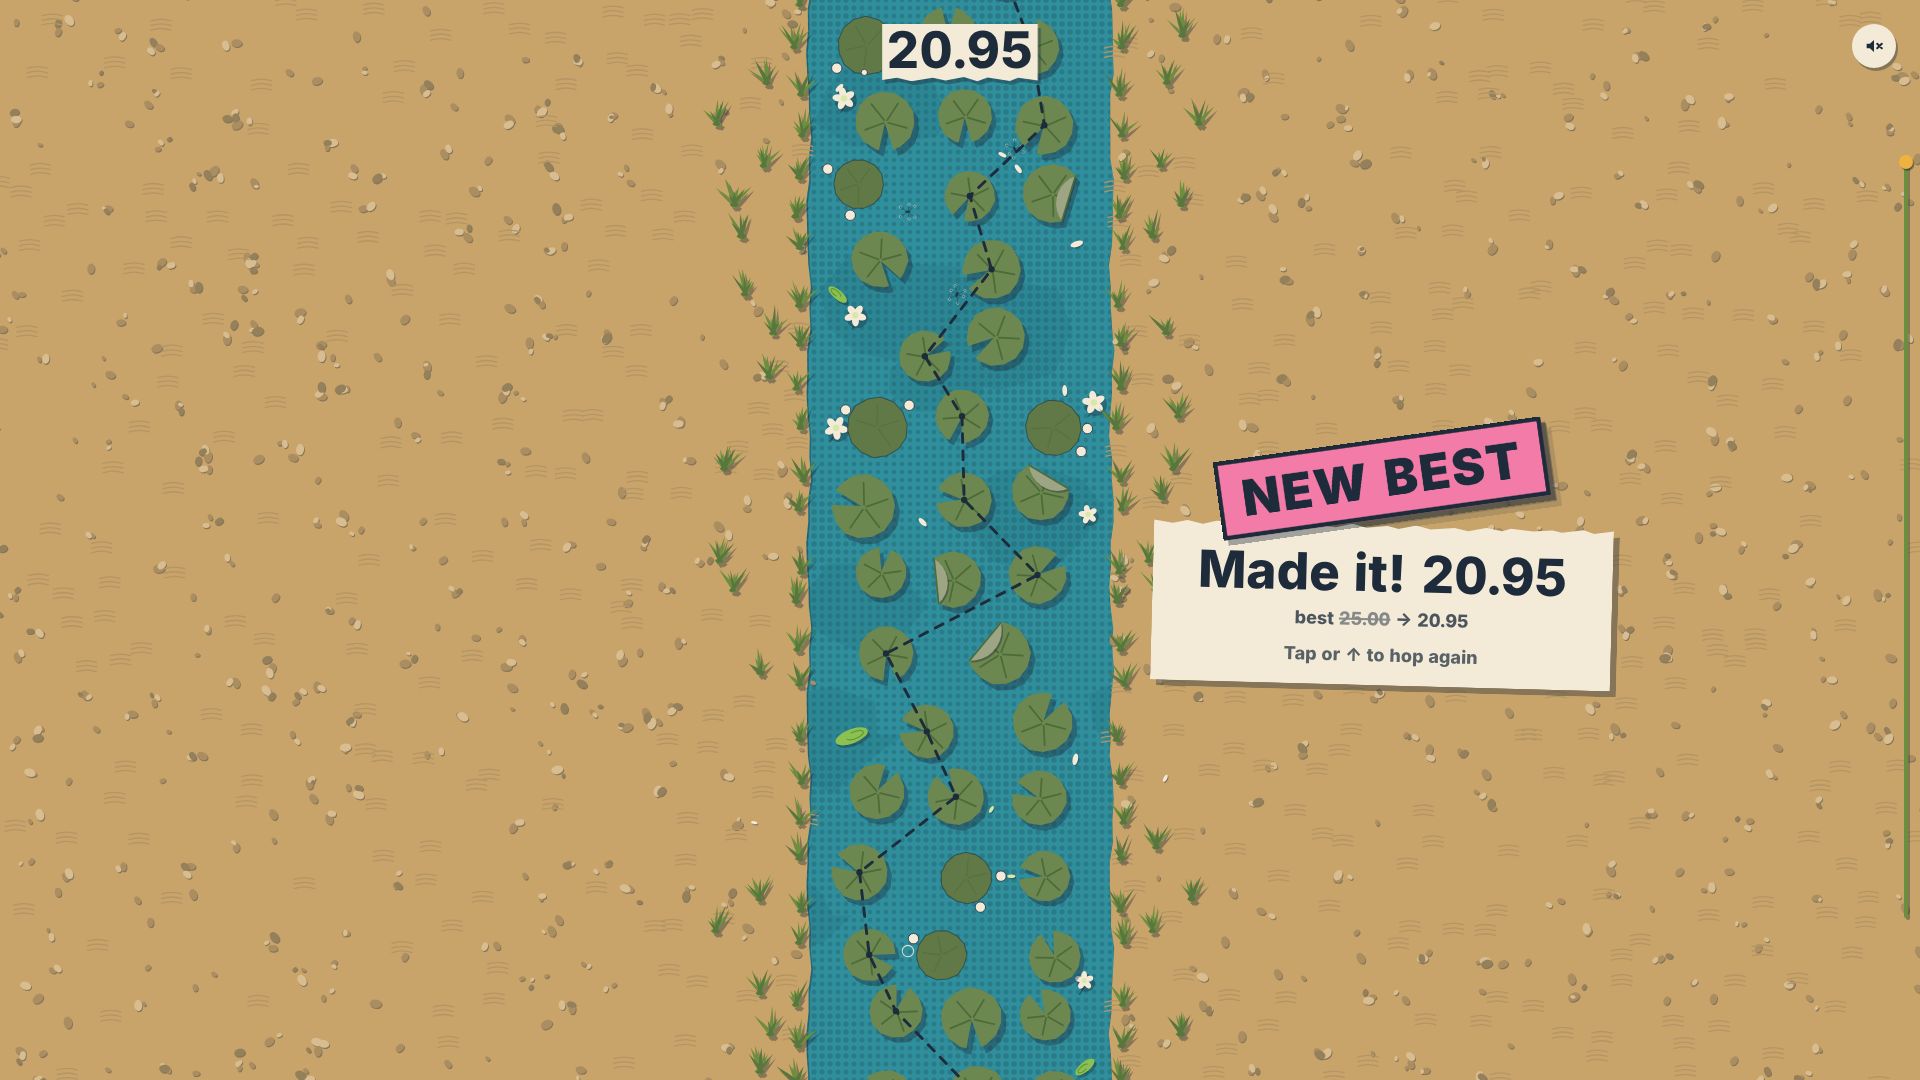 20.95
NEW BEST
Made it! 20.95
best 25.00 → 20.95
Tap or ↑ to hop again